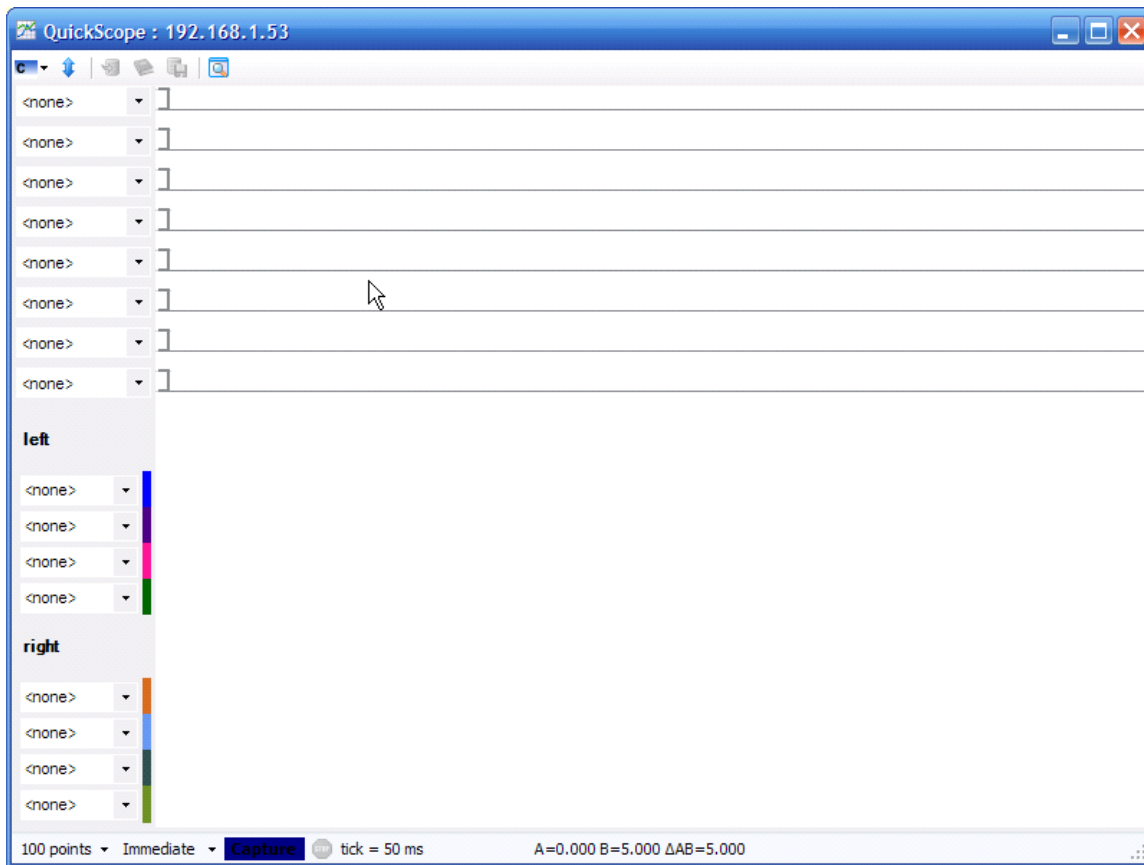 QuickScope : 192.168.1.53
C
<none>
<none>
<none>
<none>
<none>
<none>
<none>
<none>
left
<none>
<none>
<none>
<none>
right
<none>
<none>
<none>
<none>
100 points Immediate Capture STOP tick = 50 ms A=0.000 B=5.000 ΔAB=5.000